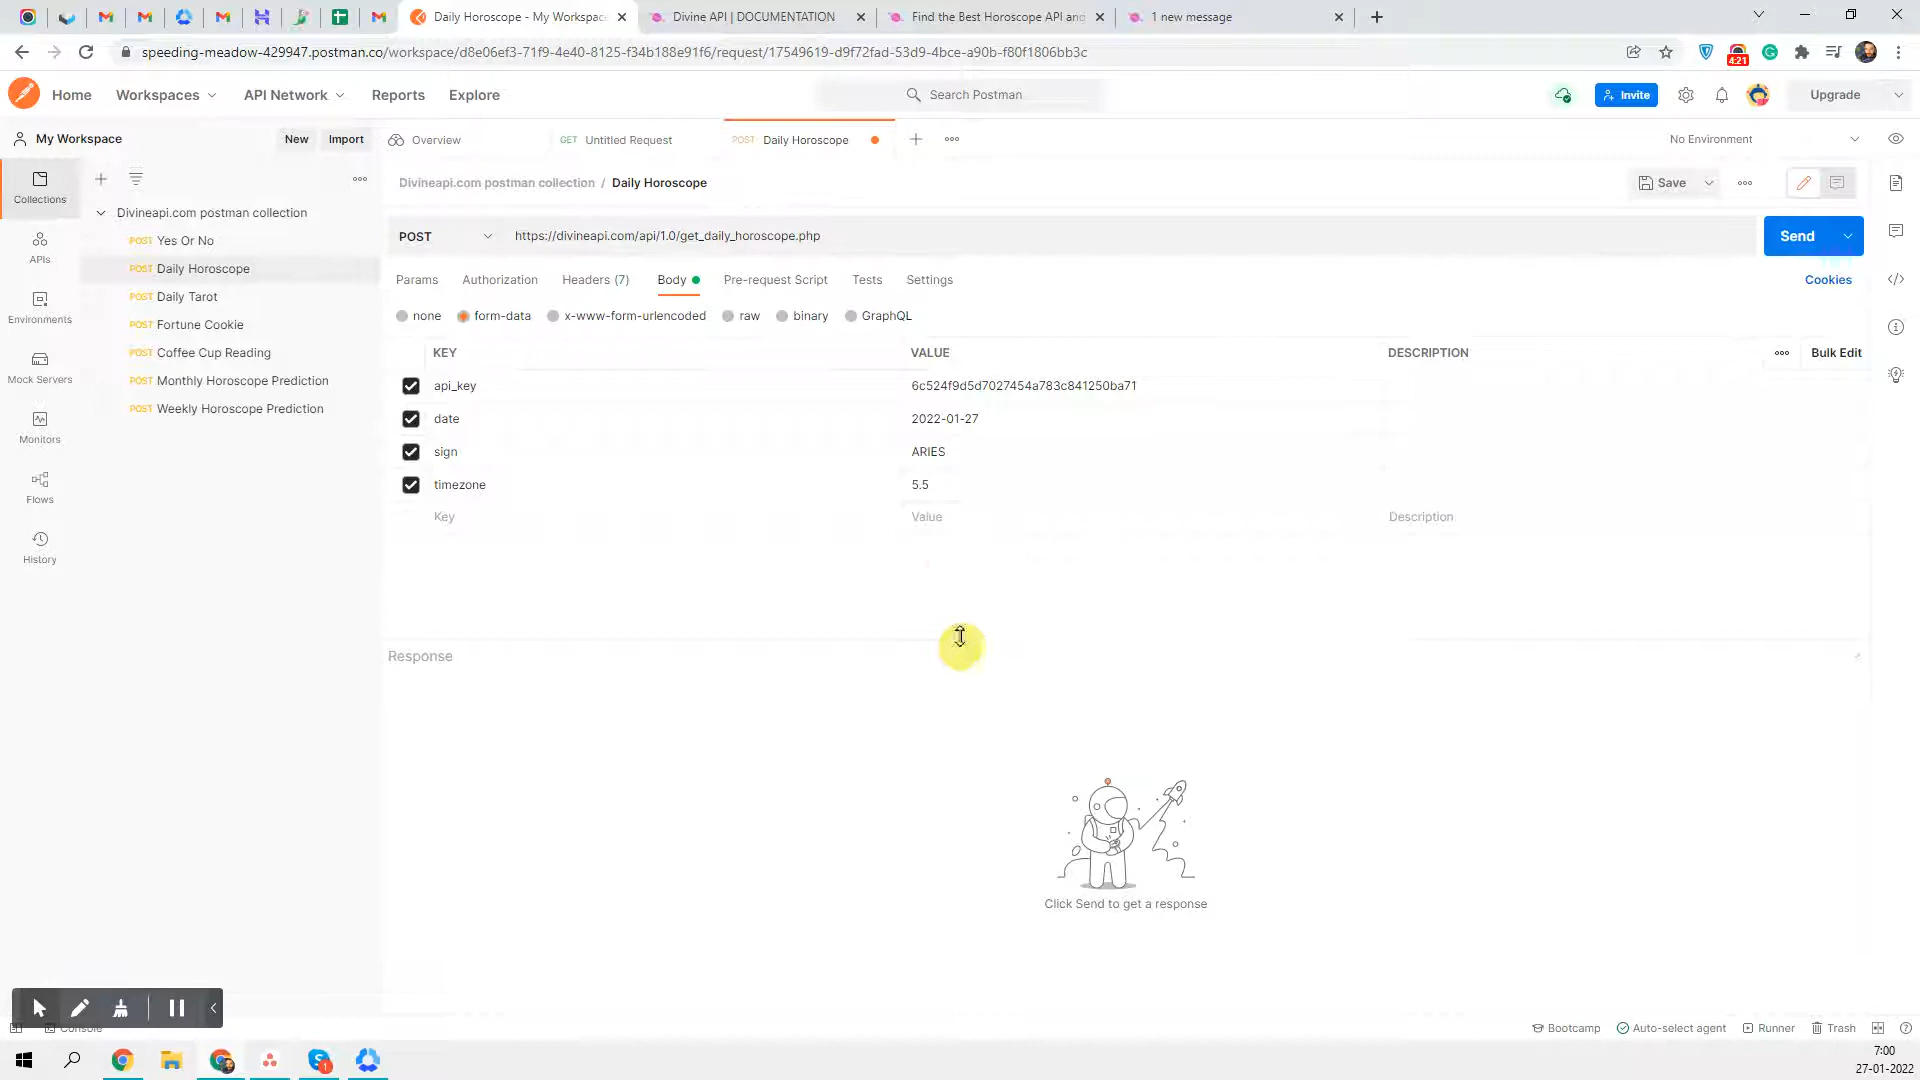 Daily Horoscope - My Workspace
Divine API | DOCUMENTATION
Find the Best Horoscope API and
1 new message
speeding-meadow-429947.postman.co/workspace/d8e06ef3-71f9-4e40-8125-f34b188e91f6/request/17549619-d9f72fad-53d9-4bce-a90b-f80f1806bb3c
4:21
Home
Workspaces
API Network
Reports
Explore
Search Postman
Invite
Upgrade
My Workspace
New
Import
Overview
GET Untitled Request
POST Daily Horoscope
No Environment
Collections
APIs
Environments
Mock Servers
Monitors
Flows
History
Divineapi.com postman collection
POST Yes Or No
POST Daily Horoscope
POST Daily Tarot
POST Fortune Cookie
POST Coffee Cup Reading
POST Monthly Horoscope Prediction
POST Weekly Horoscope Prediction
Divineapi.com postman collection / Daily Horoscope
Save
POST
https://divineapi.com/api/1.0/get_daily_horoscope.php
Send
Params
Authorization
Headers (7)
Body
Pre-request Script
Tests
Settings
Cookies
none
form-data
x-www-form-urlencoded
raw
binary
GraphQL
KEY
VALUE
DESCRIPTION
Bulk Edit
api_key
6c524f9d5d7027454a783c841250ba71
date
2022-01-27
sign
ARIES
timezone
5.5
Key
Value
Description
Response
Click Send to get a response
Console
Bootcamp
Auto-select agent
Runner
Trash
1
7:00
27-01-2022